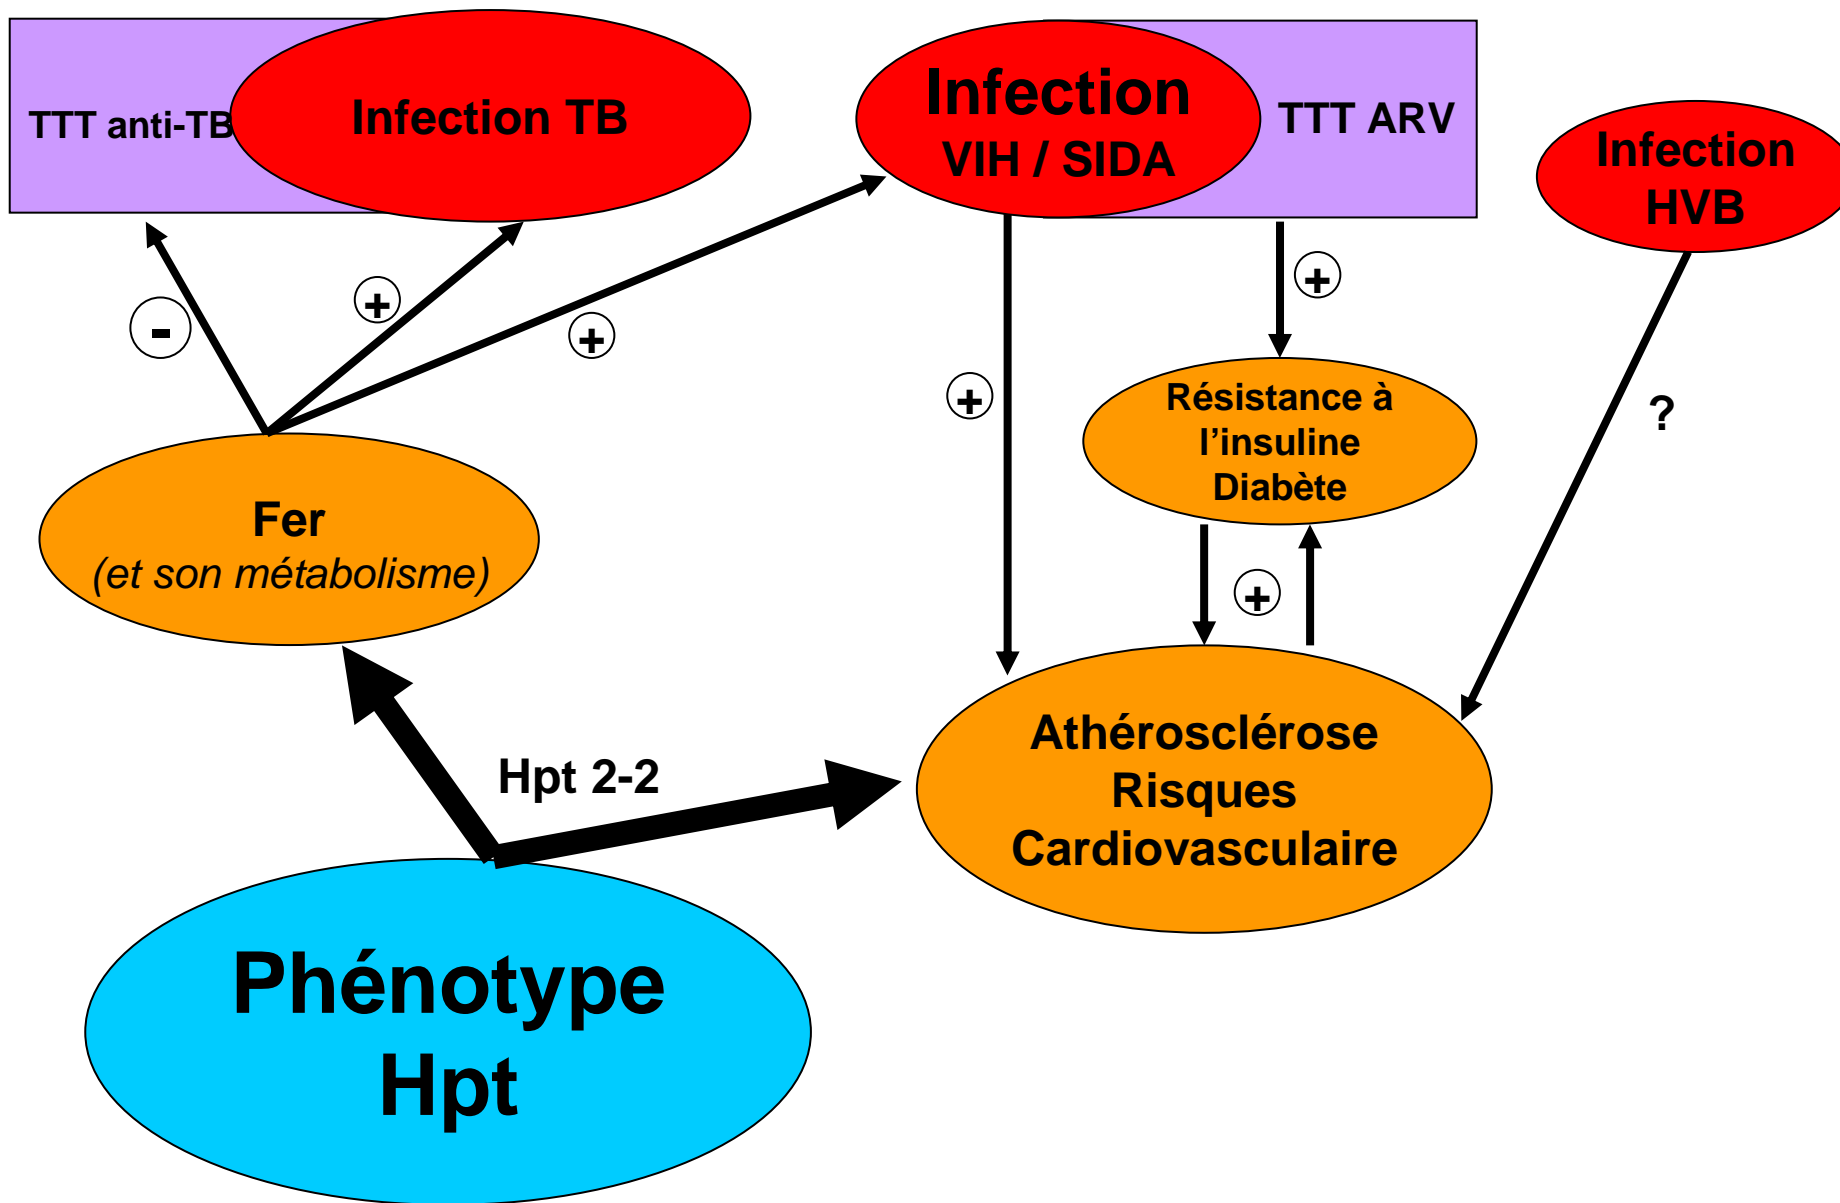 TTT anti-TB
Infection TB
Infection
VIH / SIDA
TTT ARV
Infection
HVB
-
+
+
+
+
Résistance à
l’insuline
Diabète
?
Fer
(et son métabolisme)
+
Hpt 2-2
Athérosclérose
Risques
Cardiovasculaire
Phénotype
Hpt